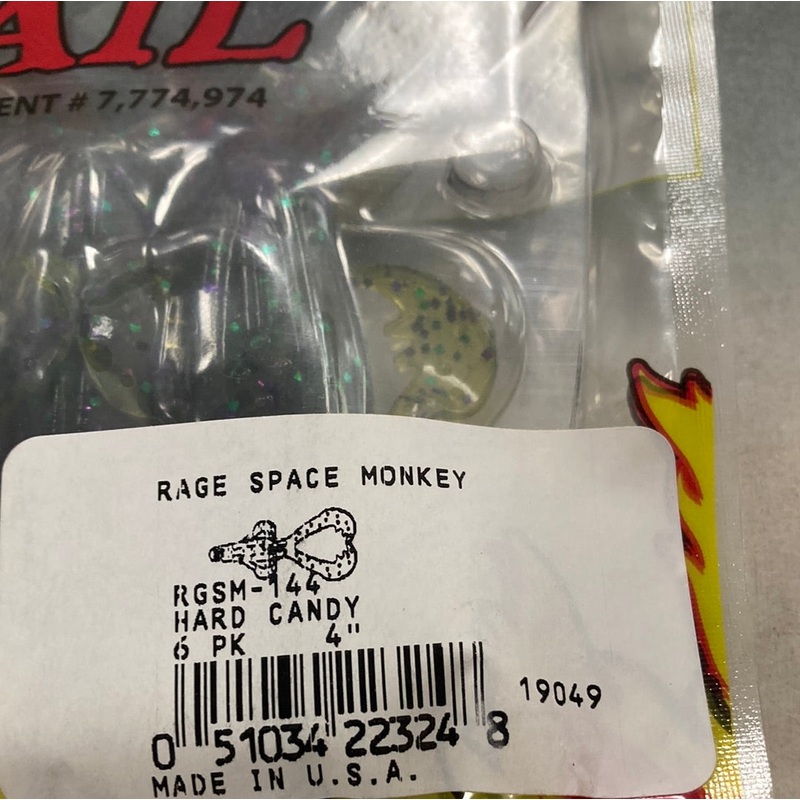 AIL
ENT # 7,774,974
RAGE SPACE MONKEY
RGSM-144
HARD CANDY
6 PK 4"
19049
0 51034 22324 8
MADE IN U.S.A.